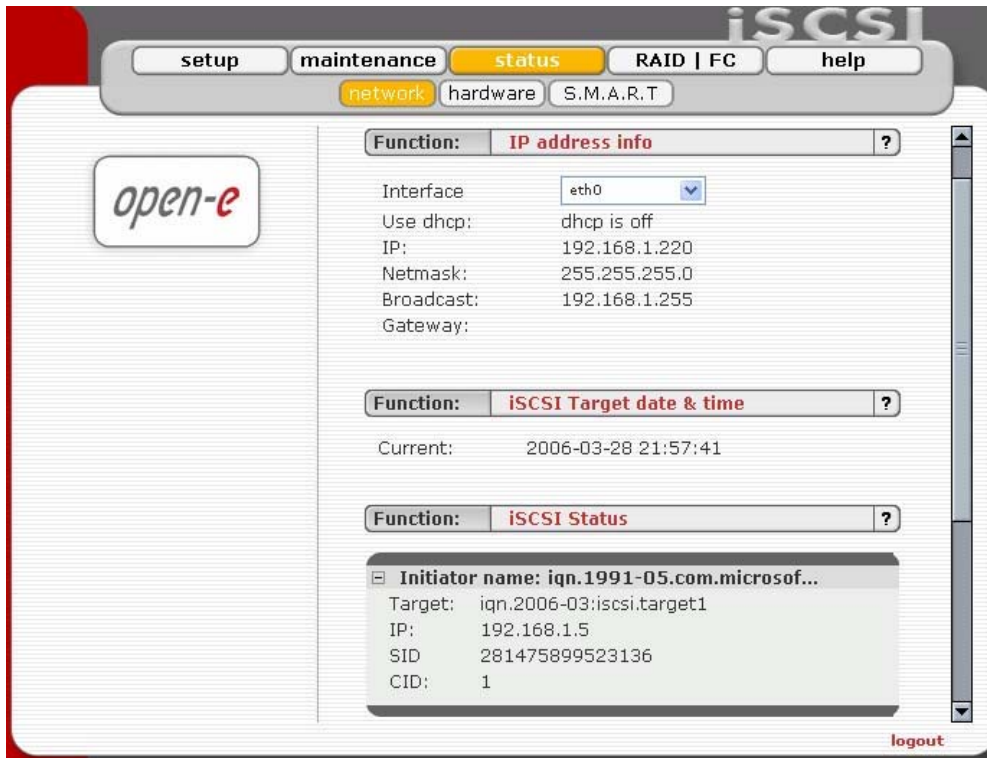 iSCSI
setup maintenance status RAID | FC help
network hardware S.M.A.R.T
open-e
Function: IP address info ?
Interface eth0
Use dhcp: dhcp is off
IP: 192.168.1.220
Netmask: 255.255.255.0
Broadcast: 192.168.1.255
Gateway:
Function: iSCSI Target date & time ?
Current: 2006-03-28 21:57:41
Function: iSCSI Status ?
Initiator name: iqn.1991-05.com.microsof...
Target: iqn.2006-03:iscsi.target1
IP: 192.168.1.5
SID 281475899523136
CID: 1
logout